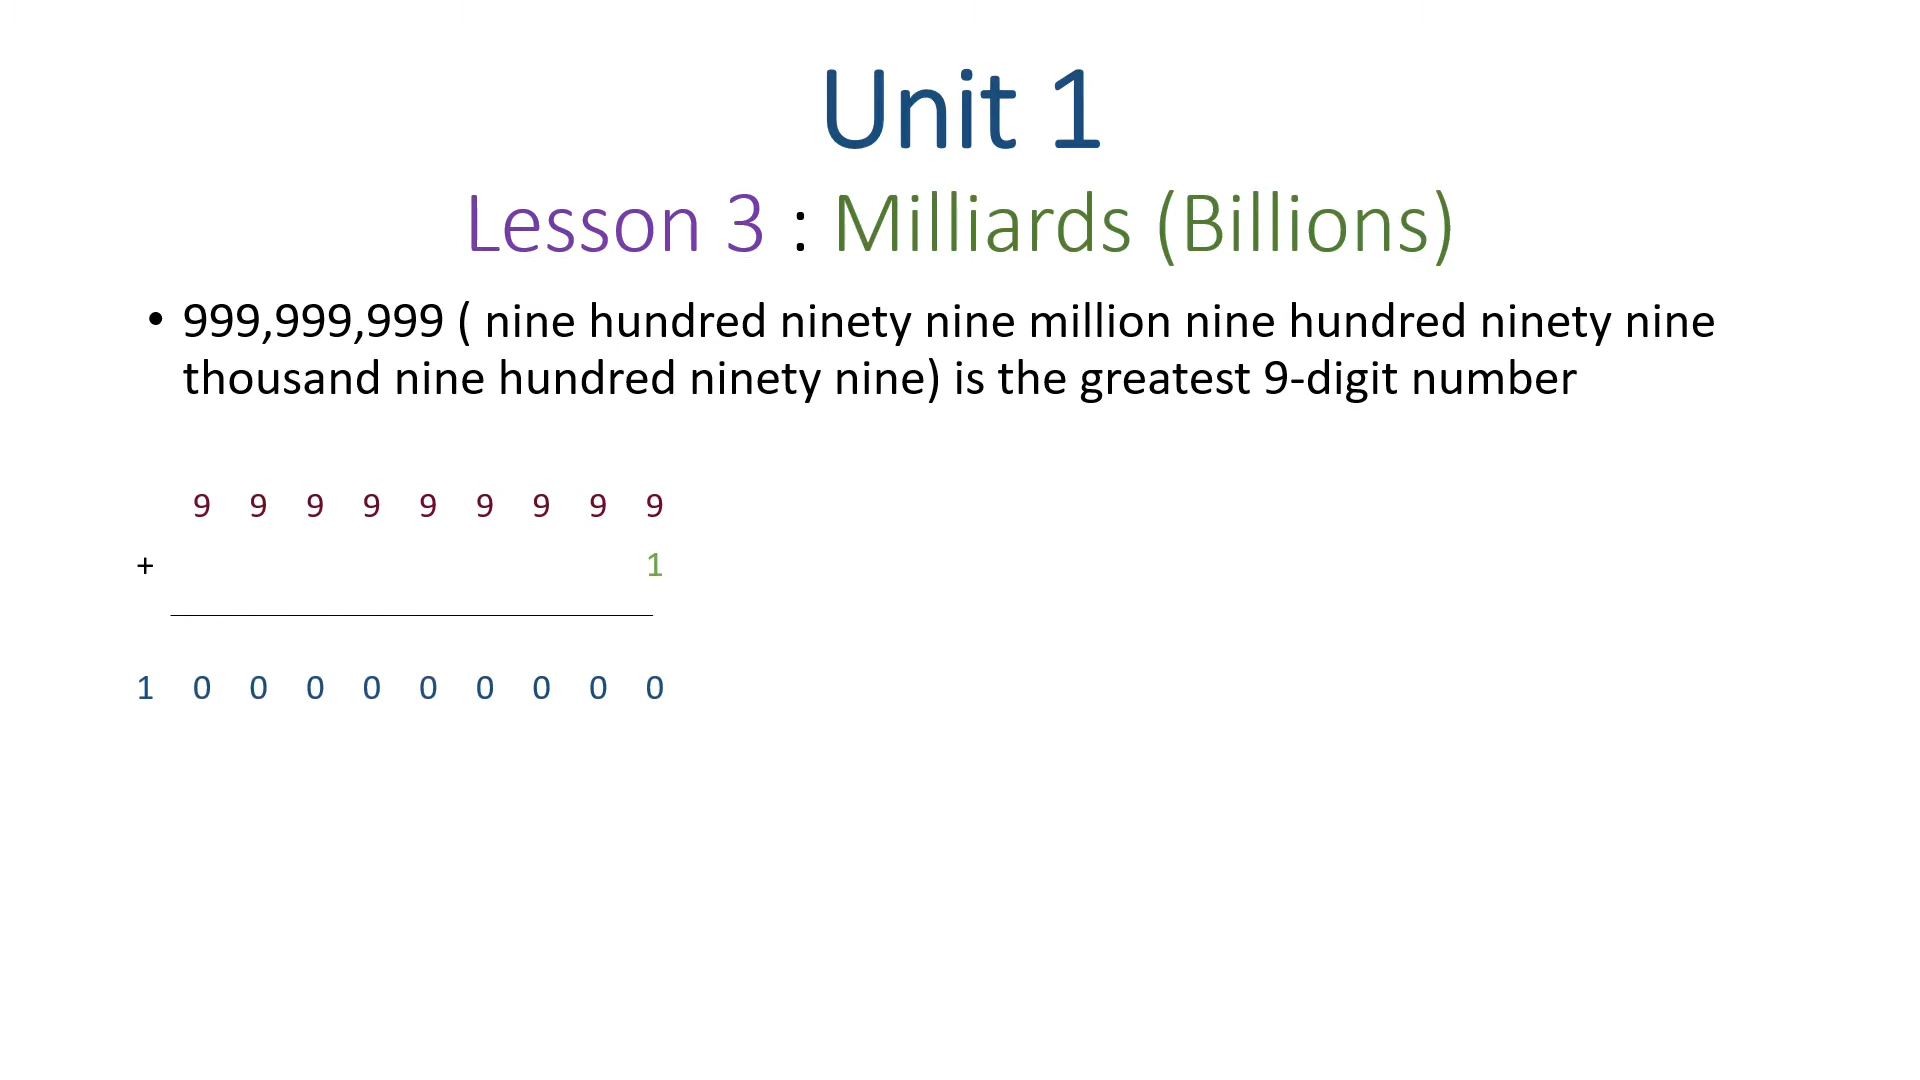 Unit 1
Lesson 3 : Milliards (Billions)
• 999,999,999 ( nine hundred ninety nine million nine hundred ninety nine
thousand nine hundred ninety nine) is the greatest 9-digit number
9 9 9 9 9 9 9 9 9
+ 1
1 0 0 0 0 0 0 0 0 0